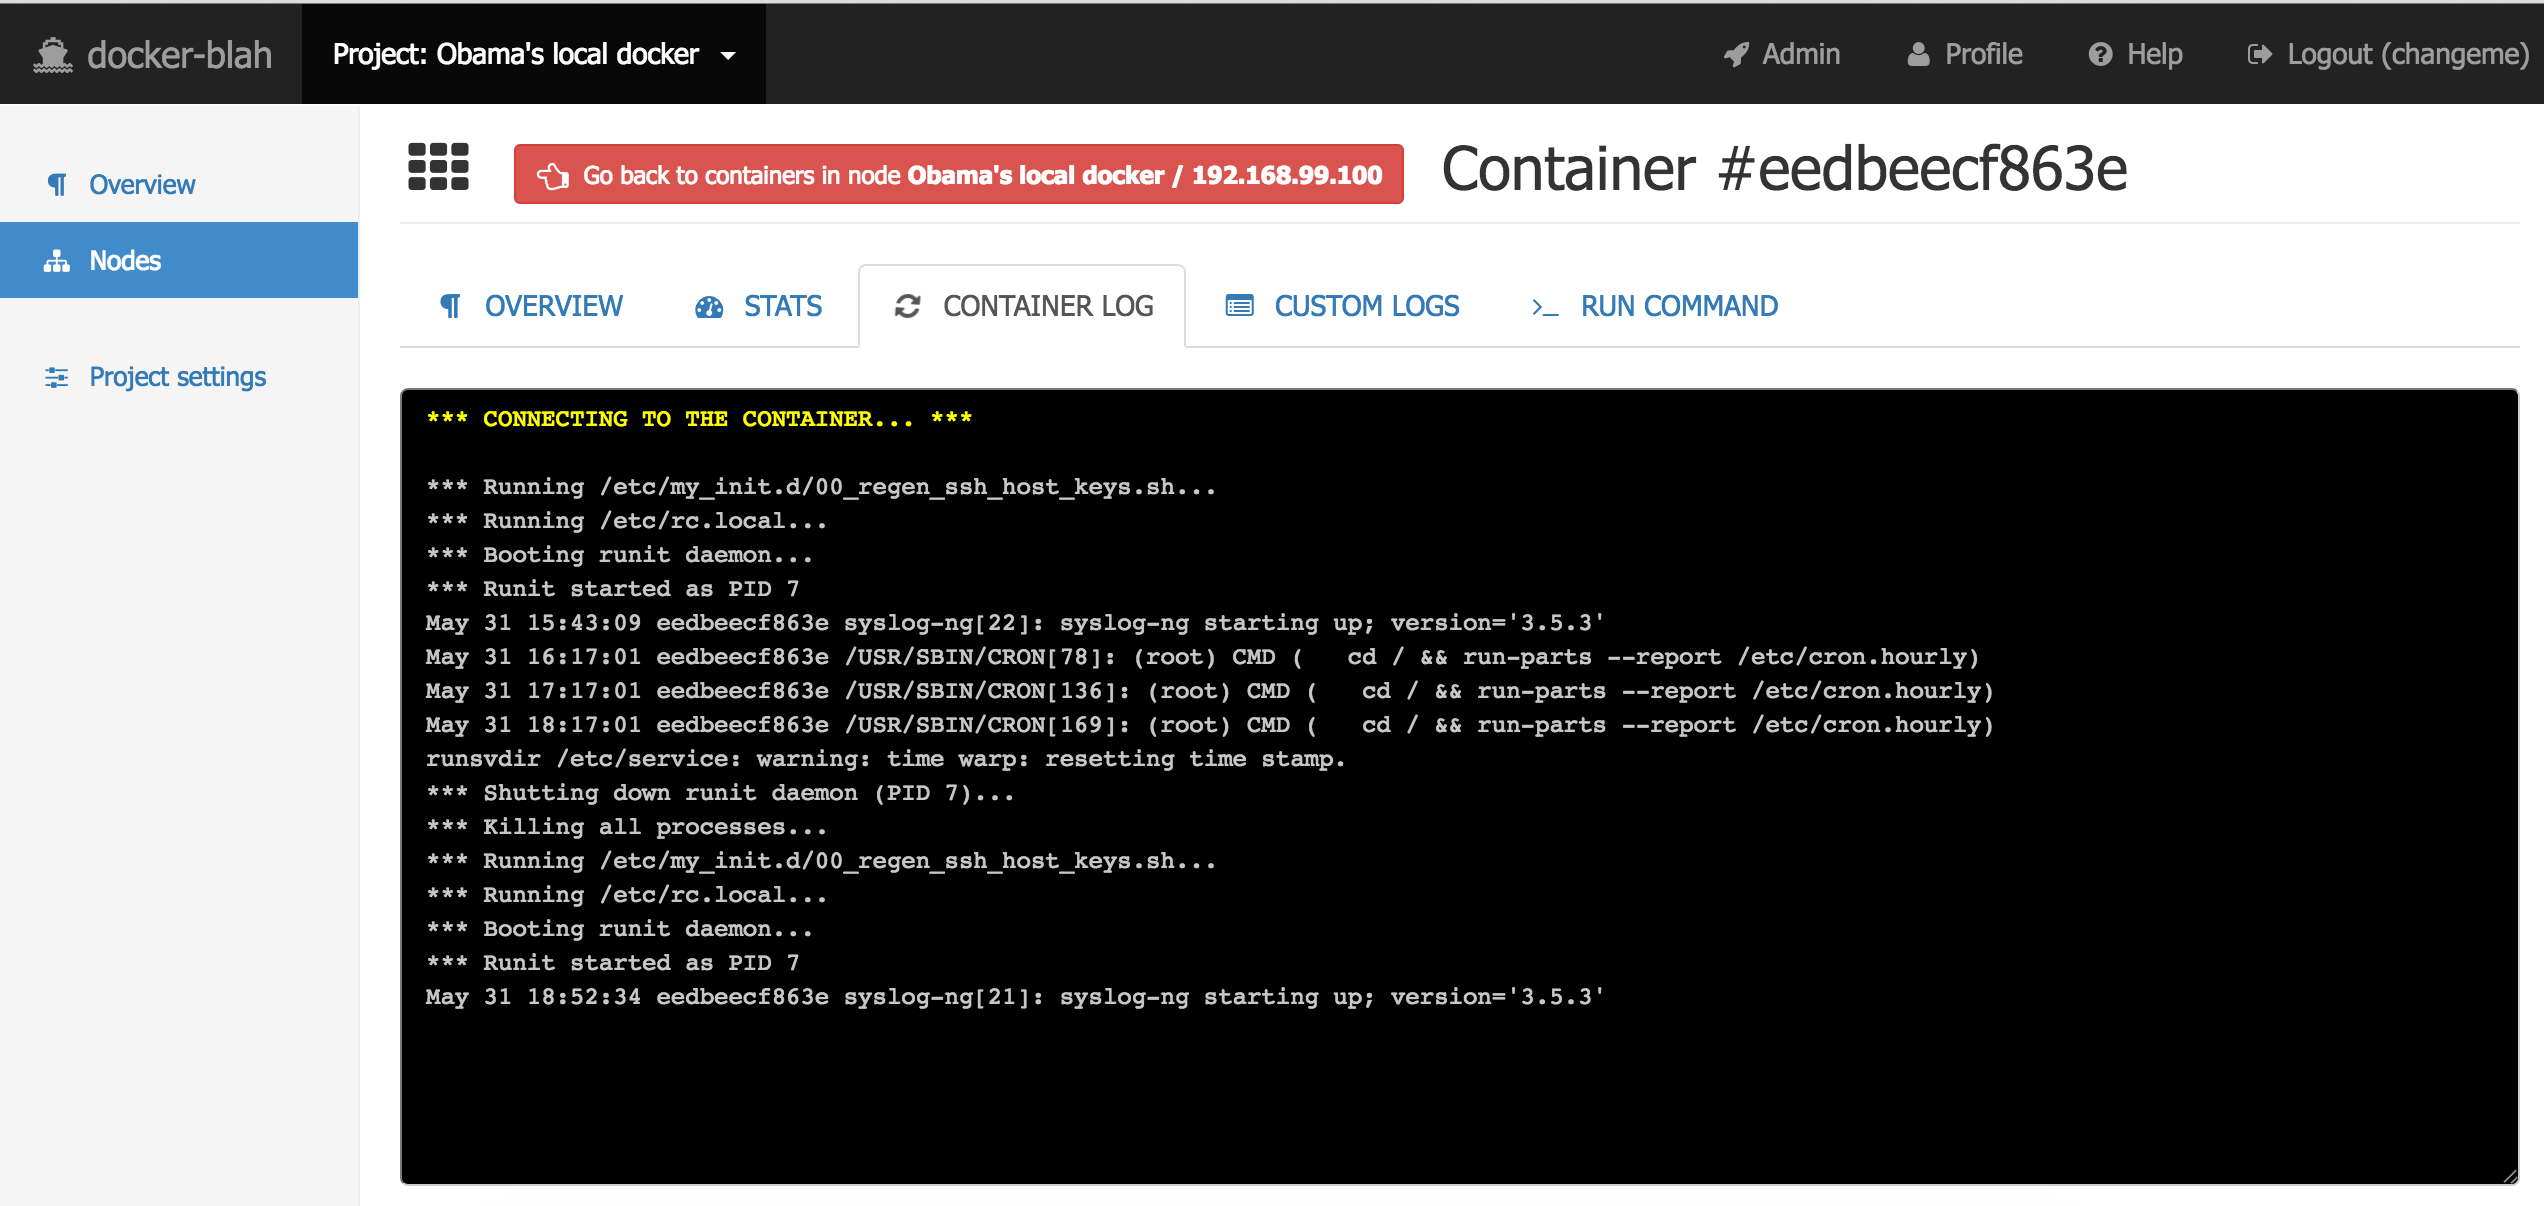 docker-blah Project: Obama's local docker Admin Profile Help Logout (changeme)
Overview
Nodes
Project settings
Go back to containers in node Obama's local docker / 192.168.99.100 Container #eedbeecf863e
OVERVIEW STATS CONTAINER LOG CUSTOM LOGS RUN COMMAND
*** CONNECTING TO THE CONTAINER... ***
*** Running /etc/my_init.d/00_regen_ssh_host_keys.sh...
*** Running /etc/rc.local...
*** Booting runit daemon...
*** Runit started as PID 7
May 31 15:43:09 eedbeecf863e syslog-ng[22]: syslog-ng starting up; version='3.5.3'
May 31 16:17:01 eedbeecf863e /USR/SBIN/CRON[78]: (root) CMD (   cd / && run-parts --report /etc/cron.hourly)
May 31 17:17:01 eedbeecf863e /USR/SBIN/CRON[136]: (root) CMD (   cd / && run-parts --report /etc/cron.hourly)
May 31 18:17:01 eedbeecf863e /USR/SBIN/CRON[169]: (root) CMD (   cd / && run-parts --report /etc/cron.hourly)
runsvdir /etc/service: warning: time warp: resetting time stamp.
*** Shutting down runit daemon (PID 7)...
*** Killing all processes...
*** Running /etc/my_init.d/00_regen_ssh_host_keys.sh...
*** Running /etc/rc.local...
*** Booting runit daemon...
*** Runit started as PID 7
May 31 18:52:34 eedbeecf863e syslog-ng[21]: syslog-ng starting up; version='3.5.3'